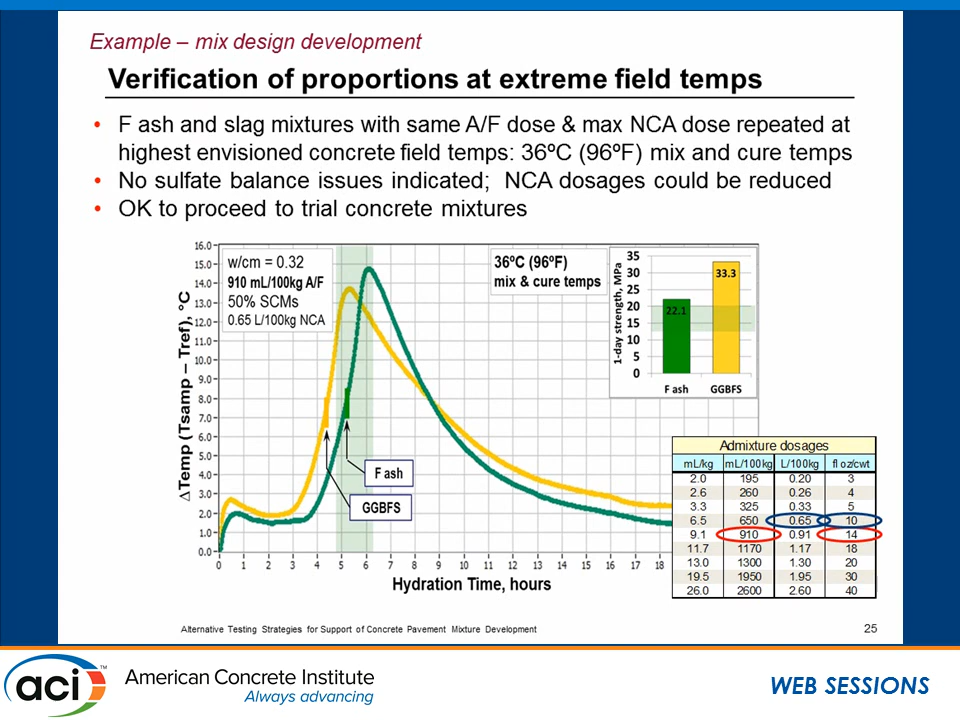 Example – mix design development
Verification of proportions at extreme field temps
• F ash and slag mixtures with same A/F dose & max NCA dose repeated at
highest envisioned concrete field temps: 36ºC (96ºF) mix and cure temps
• No sulfate balance issues indicated; NCA dosages could be reduced
• OK to proceed to trial concrete mixtures
16.0
15.0
14.0
13.0
12.0
11.0
10.0
9.0
8.0
7.0
6.0
5.0
4.0
3.0
2.0
1.0
0.0
ΔTemp (Tsamp – Tref), °C
w/cm = 0.32
910 mL/100kg A/F
50% SCMs
0.65 L/100kg NCA
36ºC (96ºF)
mix & cure temps
F ash
GGBFS
0 1 2 3 4 5 6 7 8 9 10 11 12 13 14 15 16 17 18
Hydration Time, hours
35
30
25
20
15
10
5
0
1-day strength, MPa
22.1
33.3
F ash GGBFS
Admixture dosages
mL/kg mL/100kg L/100kg fl oz/cwt
2.0 195 0.20 3
2.6 260 0.26 4
3.3 325 0.33 5
6.5 650 0.65 10
9.1 910 0.91 14
11.7 1170 1.17 18
13.0 1300 1.30 20
19.5 1950 1.95 30
26.0 2600 2.60 40
Alternative Testing Strategies for Support of Concrete Pavement Mixture Development
25
aci™
American Concrete Institute
Always advancing
WEB SESSIONS